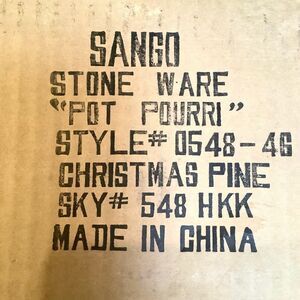 SANGO
STONE WARE
"POT POURRI"
STYLE# 0548-46
CHRISTMAS PINE
SKY# 548 HKK
MADE IN CHINA